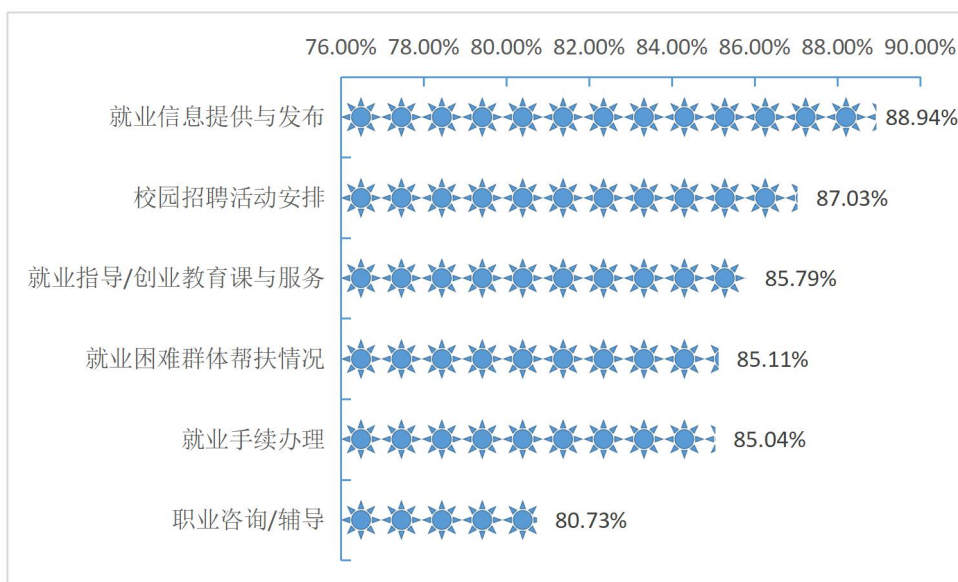 76.00% 78.00% 80.00% 82.00% 84.00% 86.00% 88.00% 90.00%
就业信息提供与发布 88.94%
校园招聘活动安排 87.03%
就业指导/创业教育课与服务 85.79%
就业困难群体帮扶情况 85.11%
就业手续办理 85.04%
职业咨询/辅导 80.73%